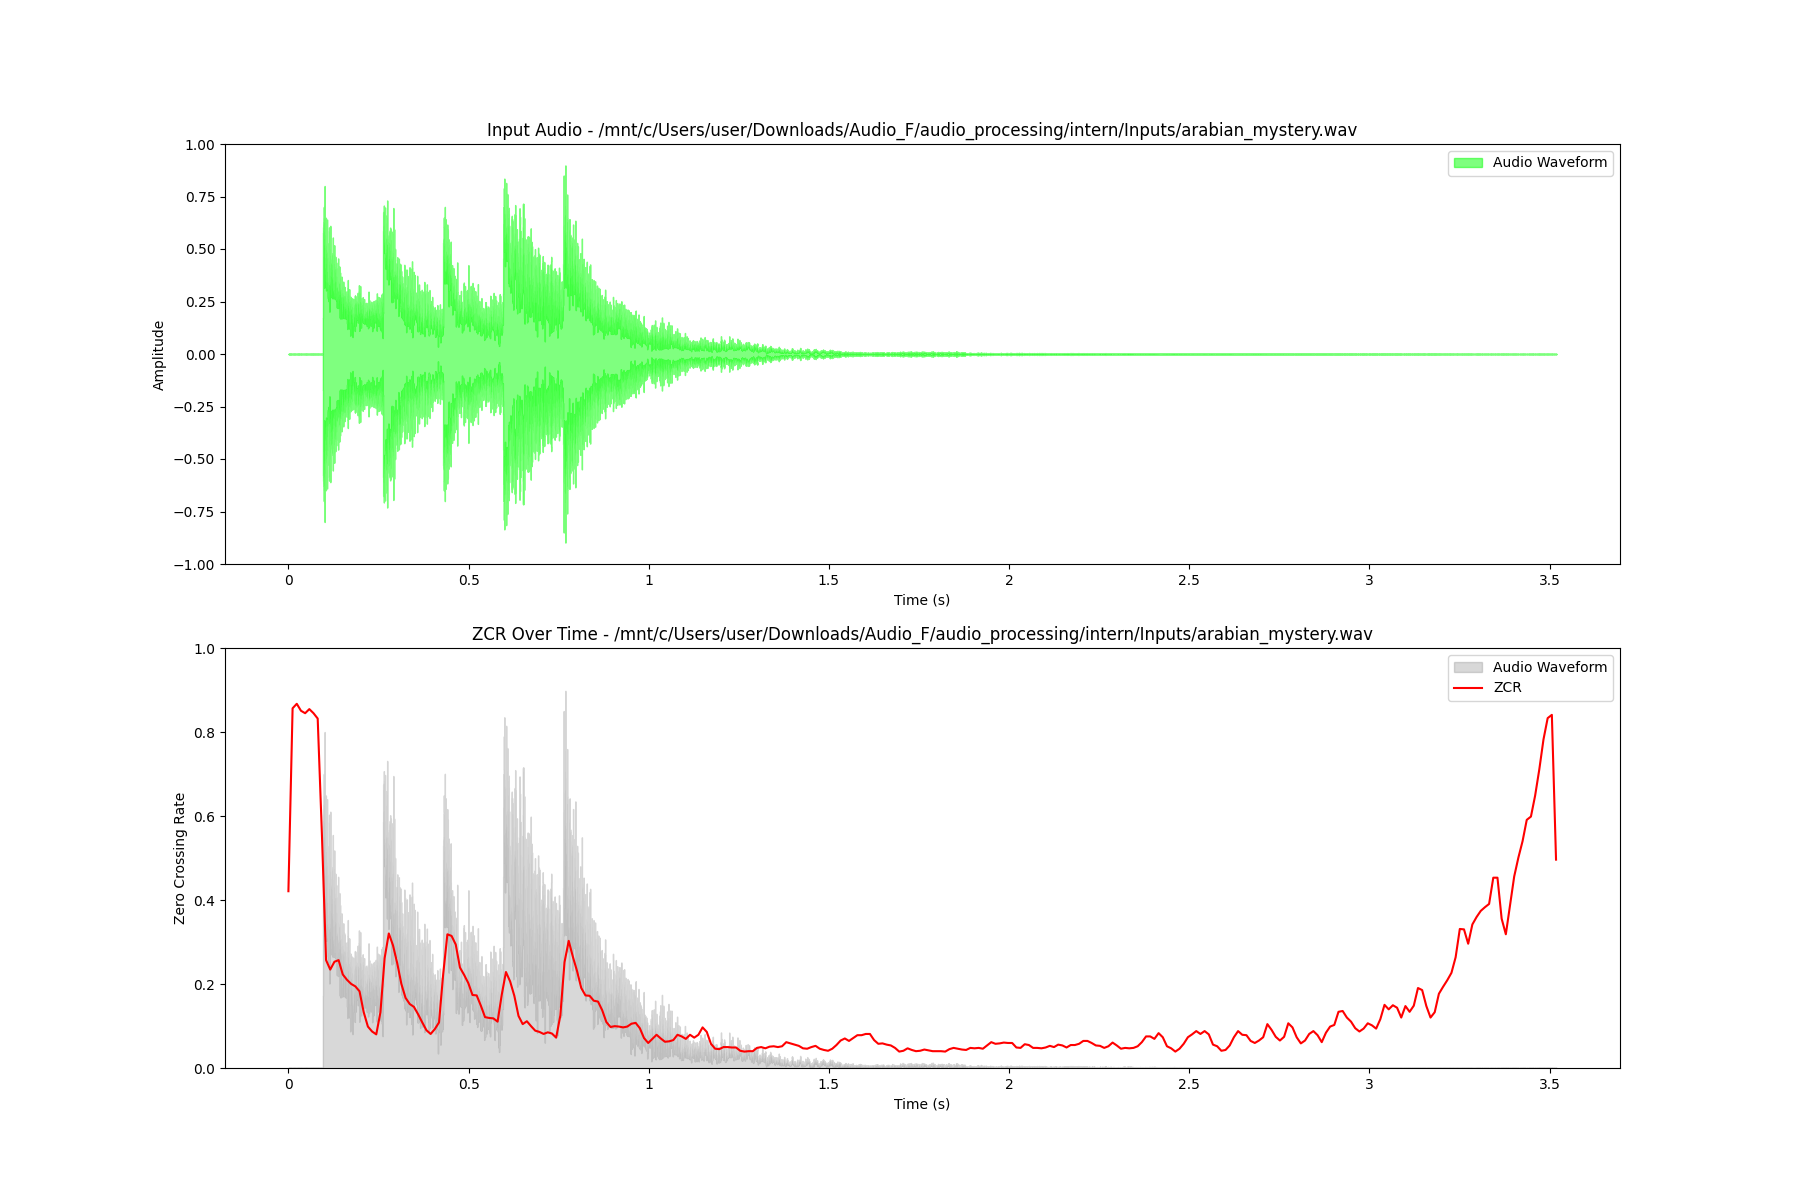 Input Audio - /mnt/c/Users/user/Downloads/Audio_F/audio_processing/intern/Inputs/arabian_mystery.wav
Audio Waveform
1.00
0.75
0.50
0.25
0.00
−0.25
−0.50
−0.75
−1.00
Amplitude
0 0.5 1 1.5 2 2.5 3 3.5
Time (s)
ZCR Over Time - /mnt/c/Users/user/Downloads/Audio_F/audio_processing/intern/Inputs/arabian_mystery.wav
Audio Waveform
ZCR
1.0
0.8
0.6
0.4
0.2
0.0
Zero Crossing Rate
0 0.5 1 1.5 2 2.5 3 3.5
Time (s)